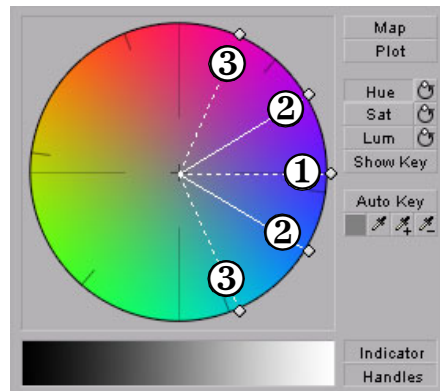 Map
Plot
3
2
Hue
Sat
Lum
1
Show Key
Auto Key
2
3
Indicator
Handles